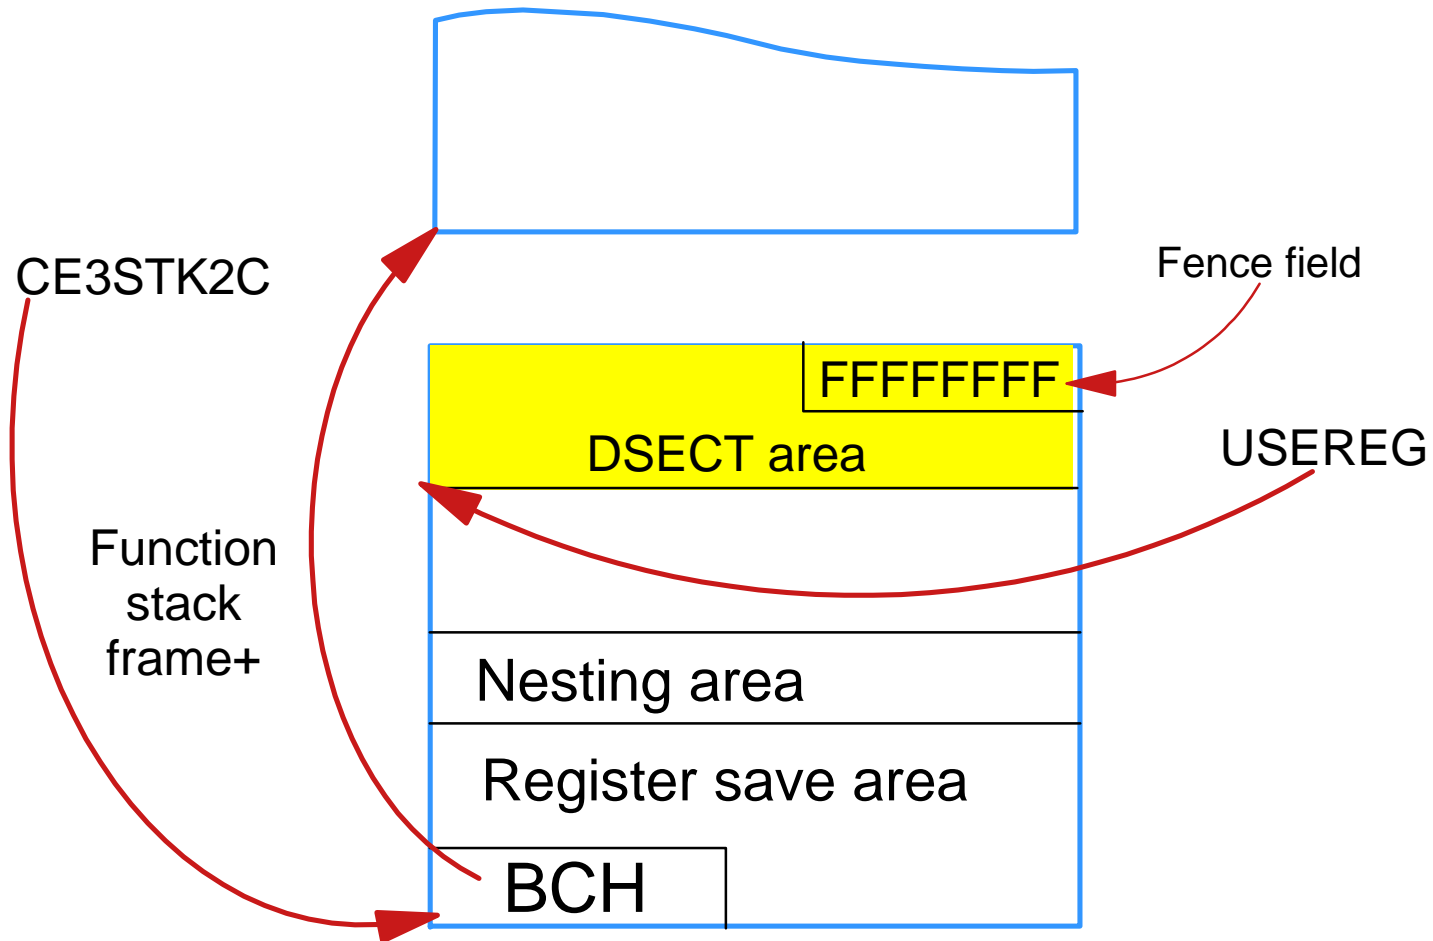 CE3STK2C
Fence field
FFFFFFFF
DSECT area
USEREG
Function
stack
frame+
Nesting area
Register save area
BCH